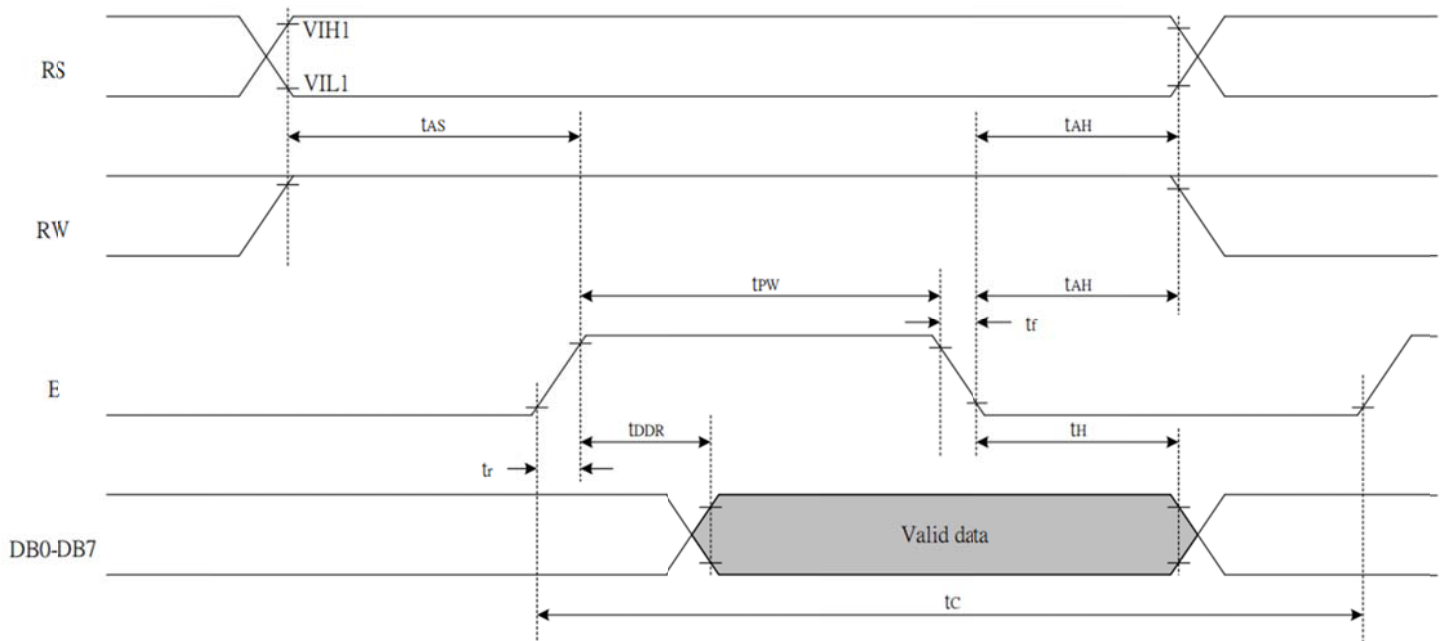 VIH1
RS
VIL1
tAS
tAH
RW
tPW
tAH
tf
E
tDDR
tH
tr
DB0-DB7
Valid data
tC